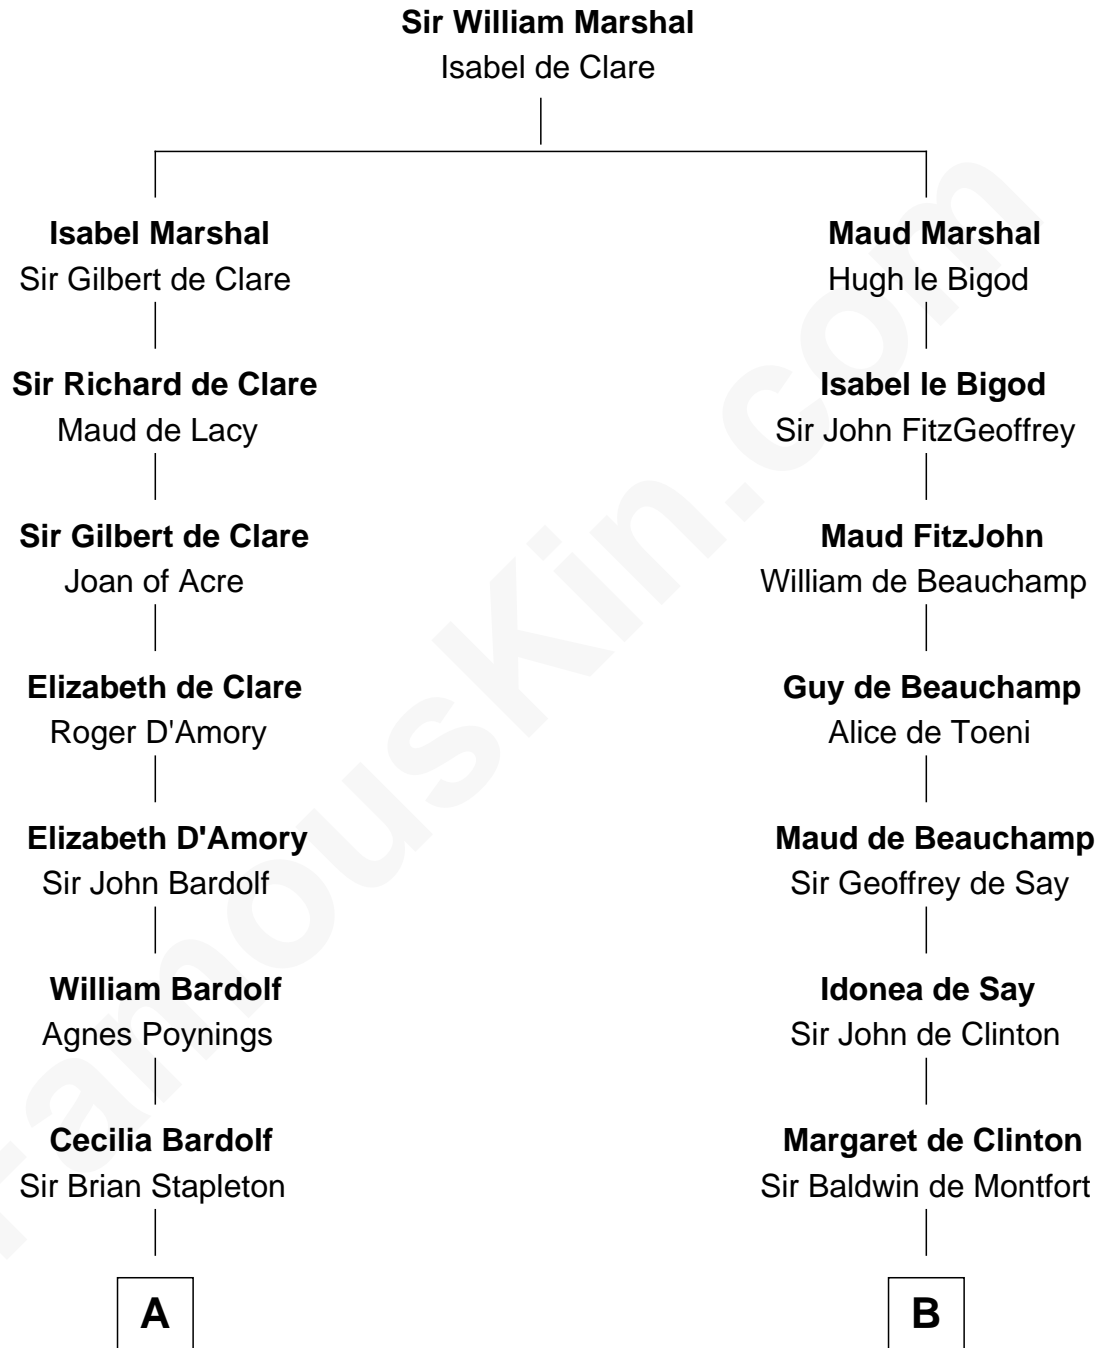 Sir William Marshal
Isabel de Clare
Isabel Marshal
Sir Gilbert de Clare
Maud Marshal
Hugh le Bigod
Sir Richard de Clare
Maud de Lacy
Isabel le Bigod
Sir John FitzGeoffrey
Sir Gilbert de Clare
Joan of Acre
Maud FitzJohn
William de Beauchamp
Elizabeth de Clare
Roger D'Amory
Guy de Beauchamp
Alice de Toeni
Elizabeth D'Amory
Sir John Bardolf
Maud de Beauchamp
Sir Geoffrey de Say
William Bardolf
Agnes Poynings
Idonea de Say
Sir John de Clinton
Cecilia Bardolf
Sir Brian Stapleton
Margaret de Clinton
Sir Baldwin de Montfort
A
B
FamousKin.com